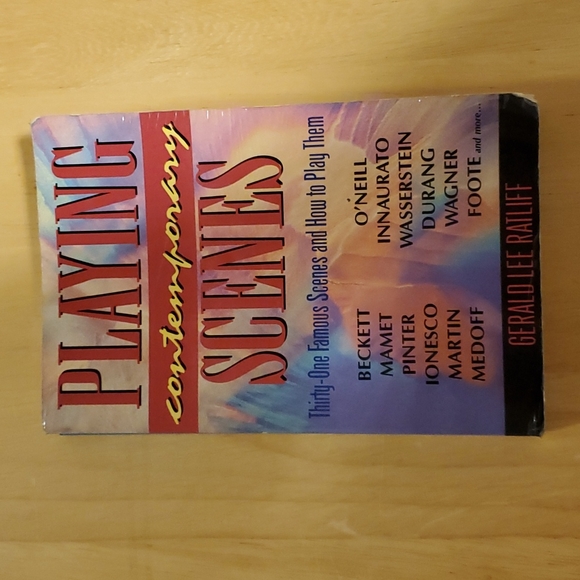 PLAYING
contemporary
SCENES
Thirty-One Famous Scenes and How to Play Them
BECKETT
MAMET
PINTER
IONESCO
MARTIN
MEDOFF
O'NEILL
INNAURATO
WASSERSTEIN
DURANG
WAGNER
FOOTE and more...
GERALD LEE RATLIFF